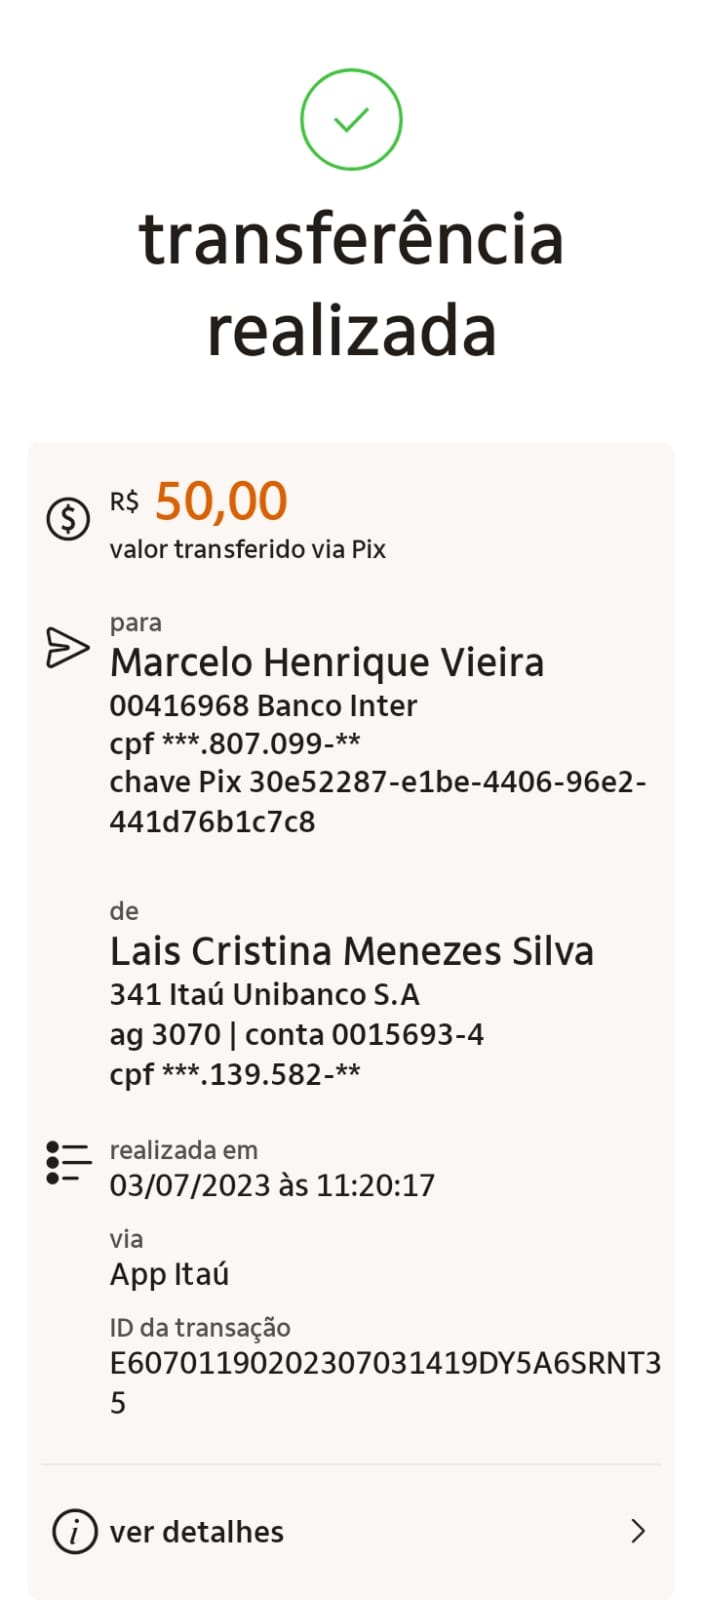 transferência
realizada
R$ 50,00
valor transferido via Pix
para
Marcelo Henrique Vieira
00416968 Banco Inter
cpf ***.807.099-**
chave Pix 30e52287-e1be-4406-96e2-
441d76b1c7c8
de
Lais Cristina Menezes Silva
341 Itaú Unibanco S.A
ag 3070 | conta 0015693-4
cpf ***.139.582-**
realizada em
03/07/2023 às 11:20:17
via
App Itaú
ID da transação
E60701190202307031419DY5A6SRNT3
5
ver detalhes